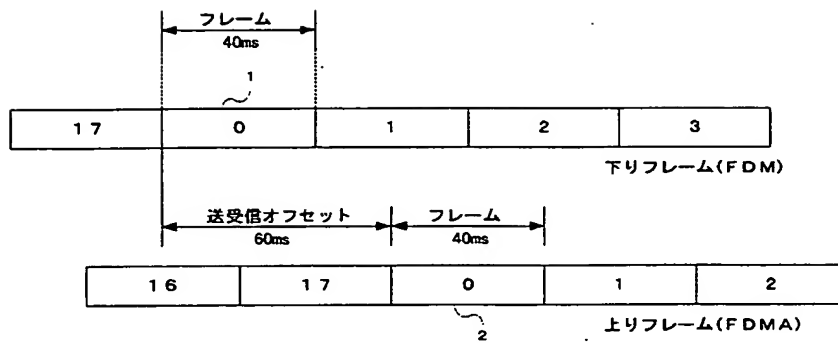 フレーム
40ms
1
17 0 1 2 3
下りフレーム(FDM)
送受信オフセット フレーム
60ms 40ms
16 17 0 1 2
2
上りフレーム(FDMA)